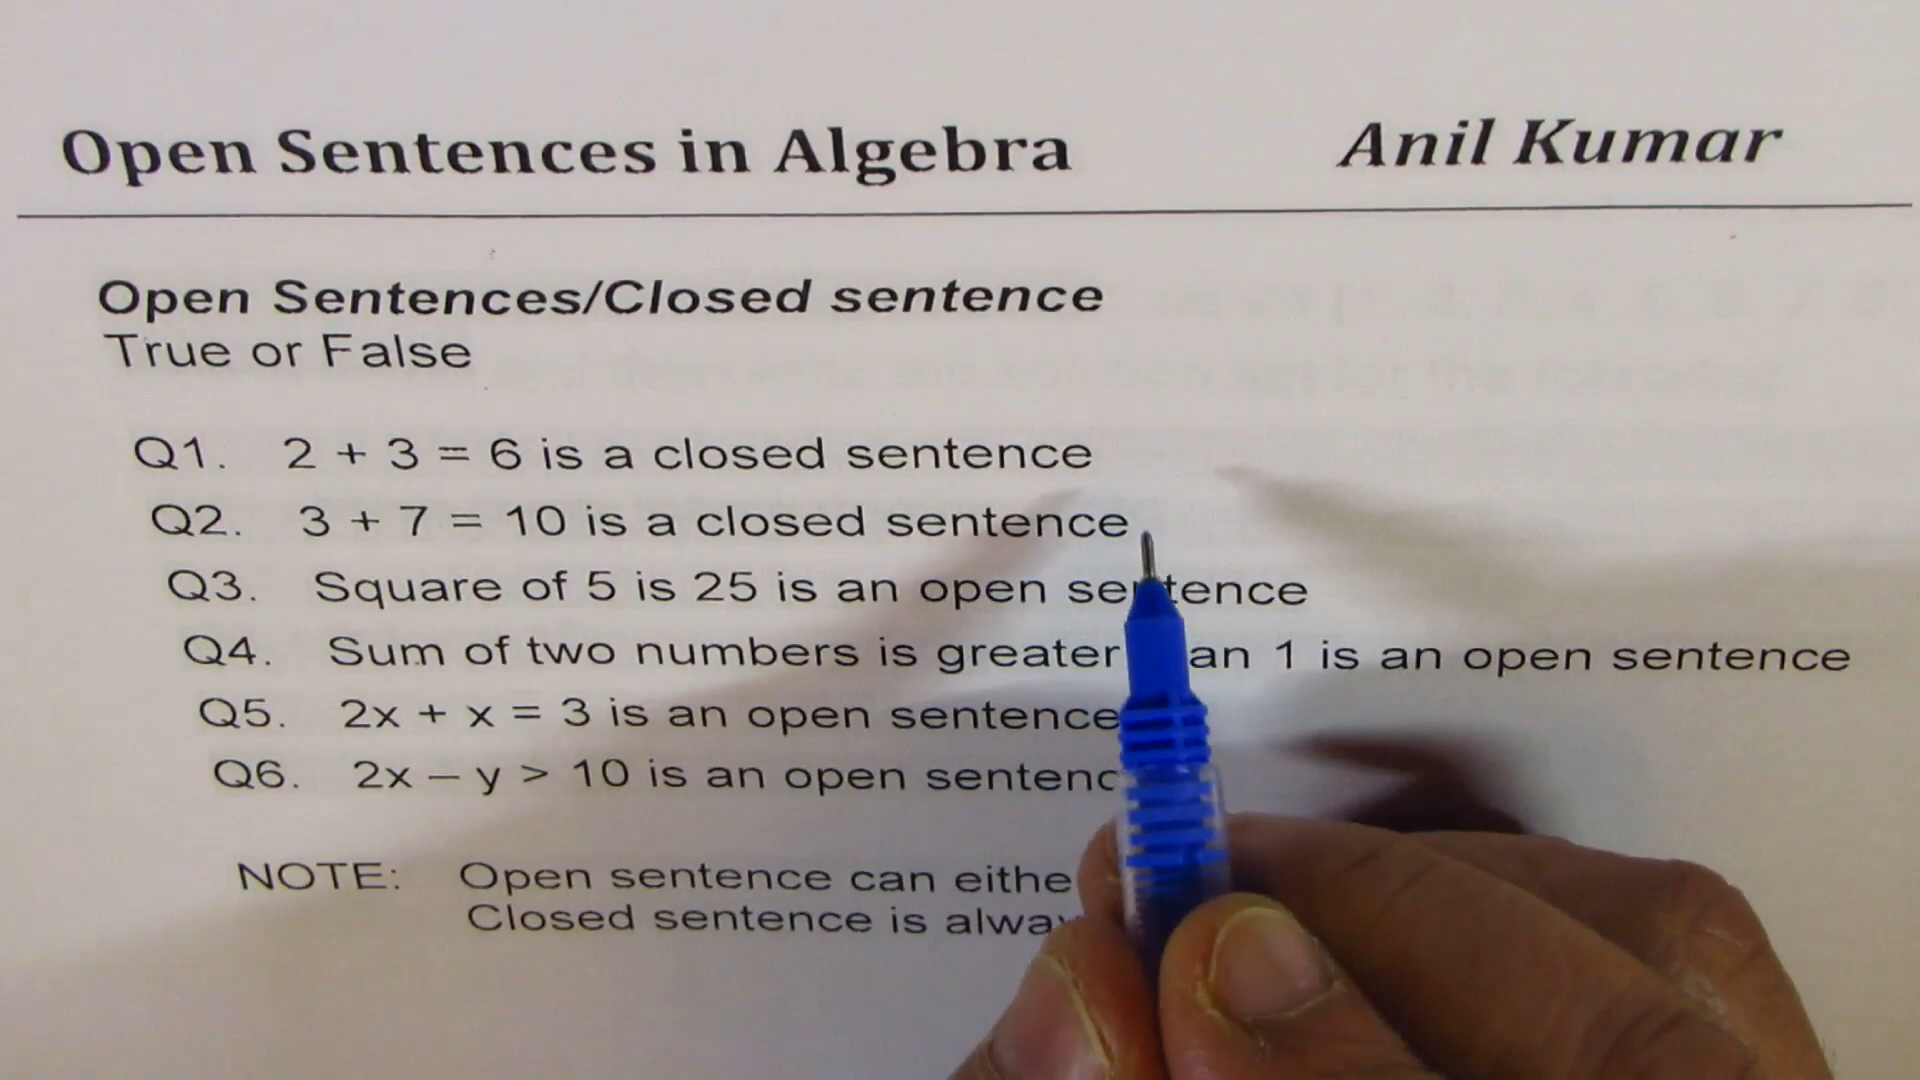 Open Sentences in Algebra Anil Kumar
Open Sentences/Closed sentence
True or False
Q1. 2 + 3 = 6 is a closed sentence
Q2. 3 + 7 = 10 is a closed sentence
Q3. Square of 5 is 25 is an open sentence
Q4. Sum of two numbers is greater an 1 is an open sentence
Q5. 2x + x = 3 is an open sentence
Q6. 2x – y > 10 is an open sentenc
NOTE: Open sentence can eithe
Closed sentence is alwa